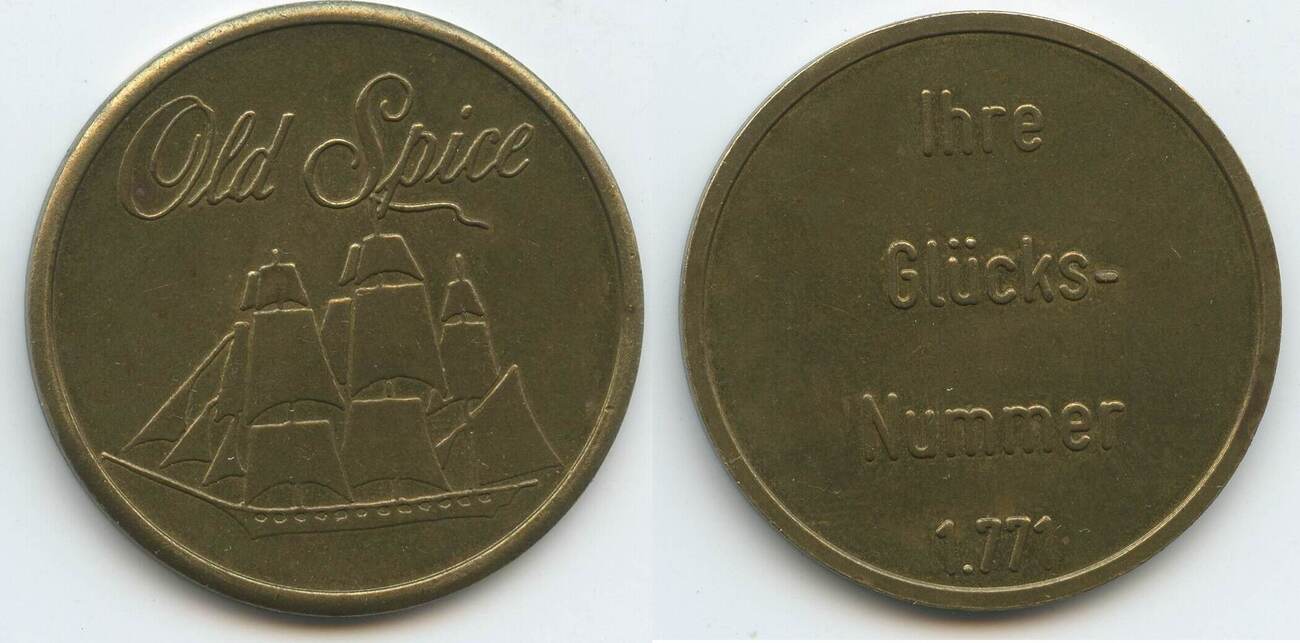 Old Spice
Ihre
Glücks-
Nummer
1.771